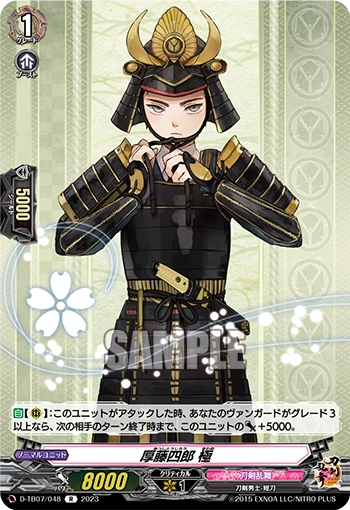 1
グレード
ブースト
5000
シールド
SAMPLE
自【(R)】:このユニットがアタックした時、あなたのヴァンガードがグレード3
以上なら、次の相手のターン終了時まで、このユニットの+5000。
ノーマルユニット
あつとうしろう きわめ
厚藤四郎 極
パワー 8000
クリティカル
1
刀剣乱舞
刀剣男士・短刀
D-TB07/048 R 2023
©2015 EXNOA LLC/NITRO PLUS